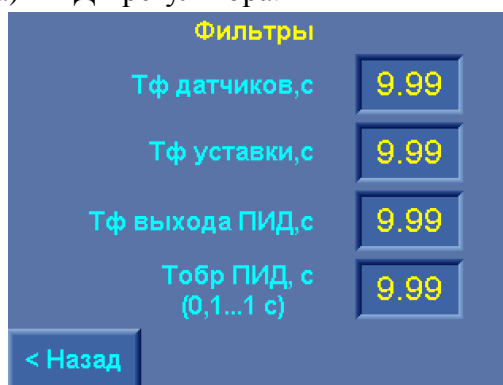 Фильтры
Тф датчиков,с 9.99
Тф уставки,с 9.99
Тф выхода ПИД,с 9.99
Тобр ПИД, с 9.99
(0,1...1 с)
< Назад